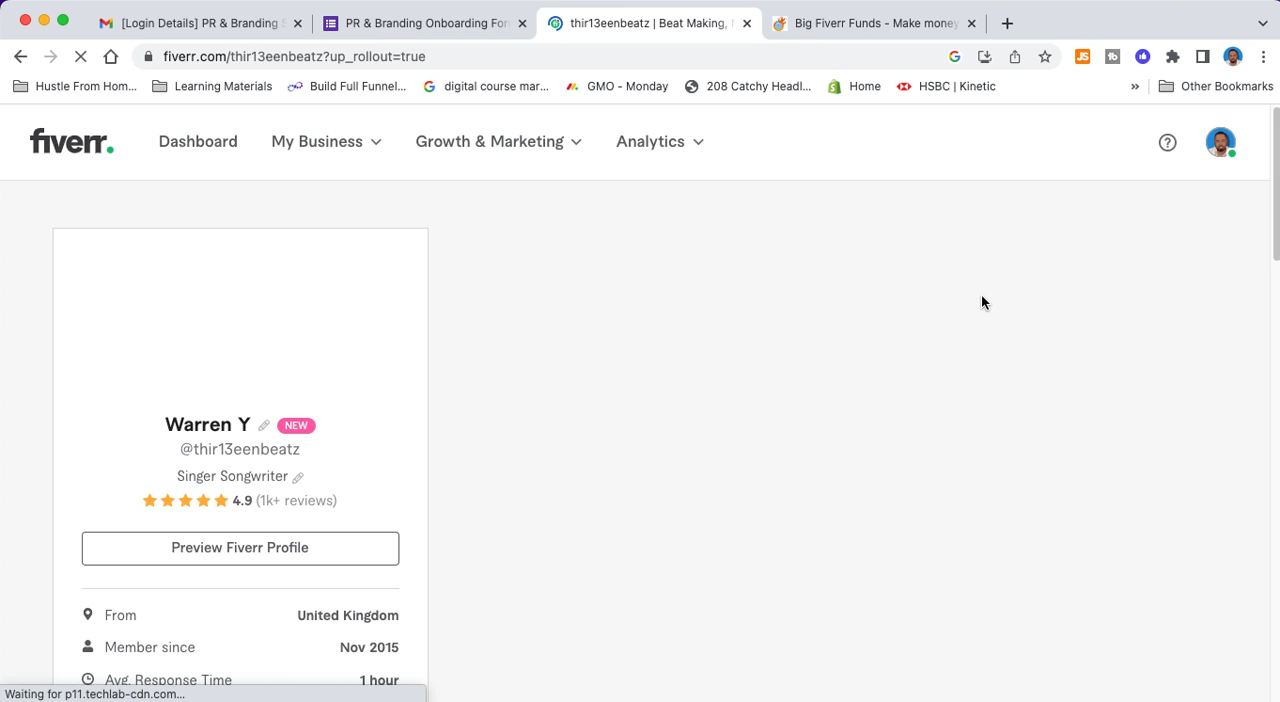 [Login Details] PR & Branding S
PR & Branding Onboarding For
thir13eenbeatz | Beat Making,
Big Fiverr Funds - Make money
fiverr.com/thir13eenbeatz?up_rollout=true
Hustle From Hom...
Learning Materials
Build Full Funnel...
digital course mar...
GMO - Monday
208 Catchy Headl...
Home
HSBC | Kinetic
»
Other Bookmarks
fiverr.
Dashboard
My Business
Growth & Marketing
Analytics
Warren Y
NEW
@thir13eenbeatz
Singer Songwriter
4.9 (1k+ reviews)
Preview Fiverr Profile
From United Kingdom
Member since Nov 2015
Avg. Response Time 1 hour
Waiting for p11.techlab-cdn.com...